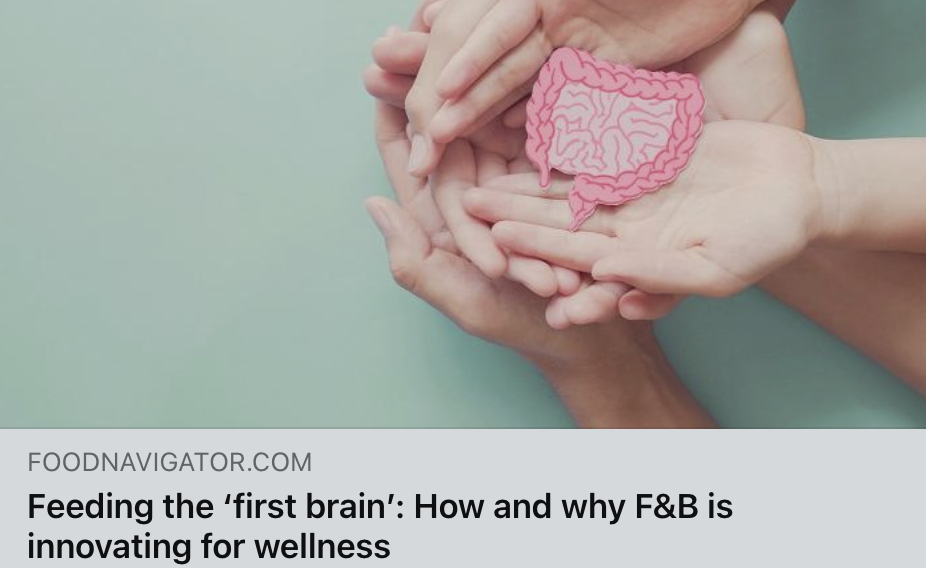 FOODNAVIGATOR.COM
Feeding the ‘first brain’: How and why F&B is
innovating for wellness